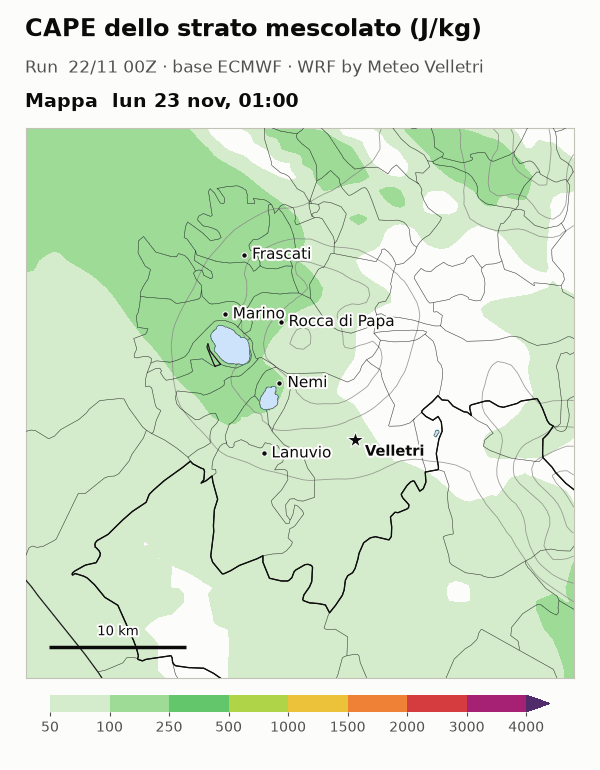 CAPE dello strato mescolato (J/kg)
Run 22/11 00Z · base ECMWF · WRF by Meteo Velletri
Mappa lun 23 nov, 01:00
Frascati
Marino
Rocca di Papa
Nemi
Velletri
Lanuvio
10 km
50 100 250 500 1000 1500 2000 3000 4000